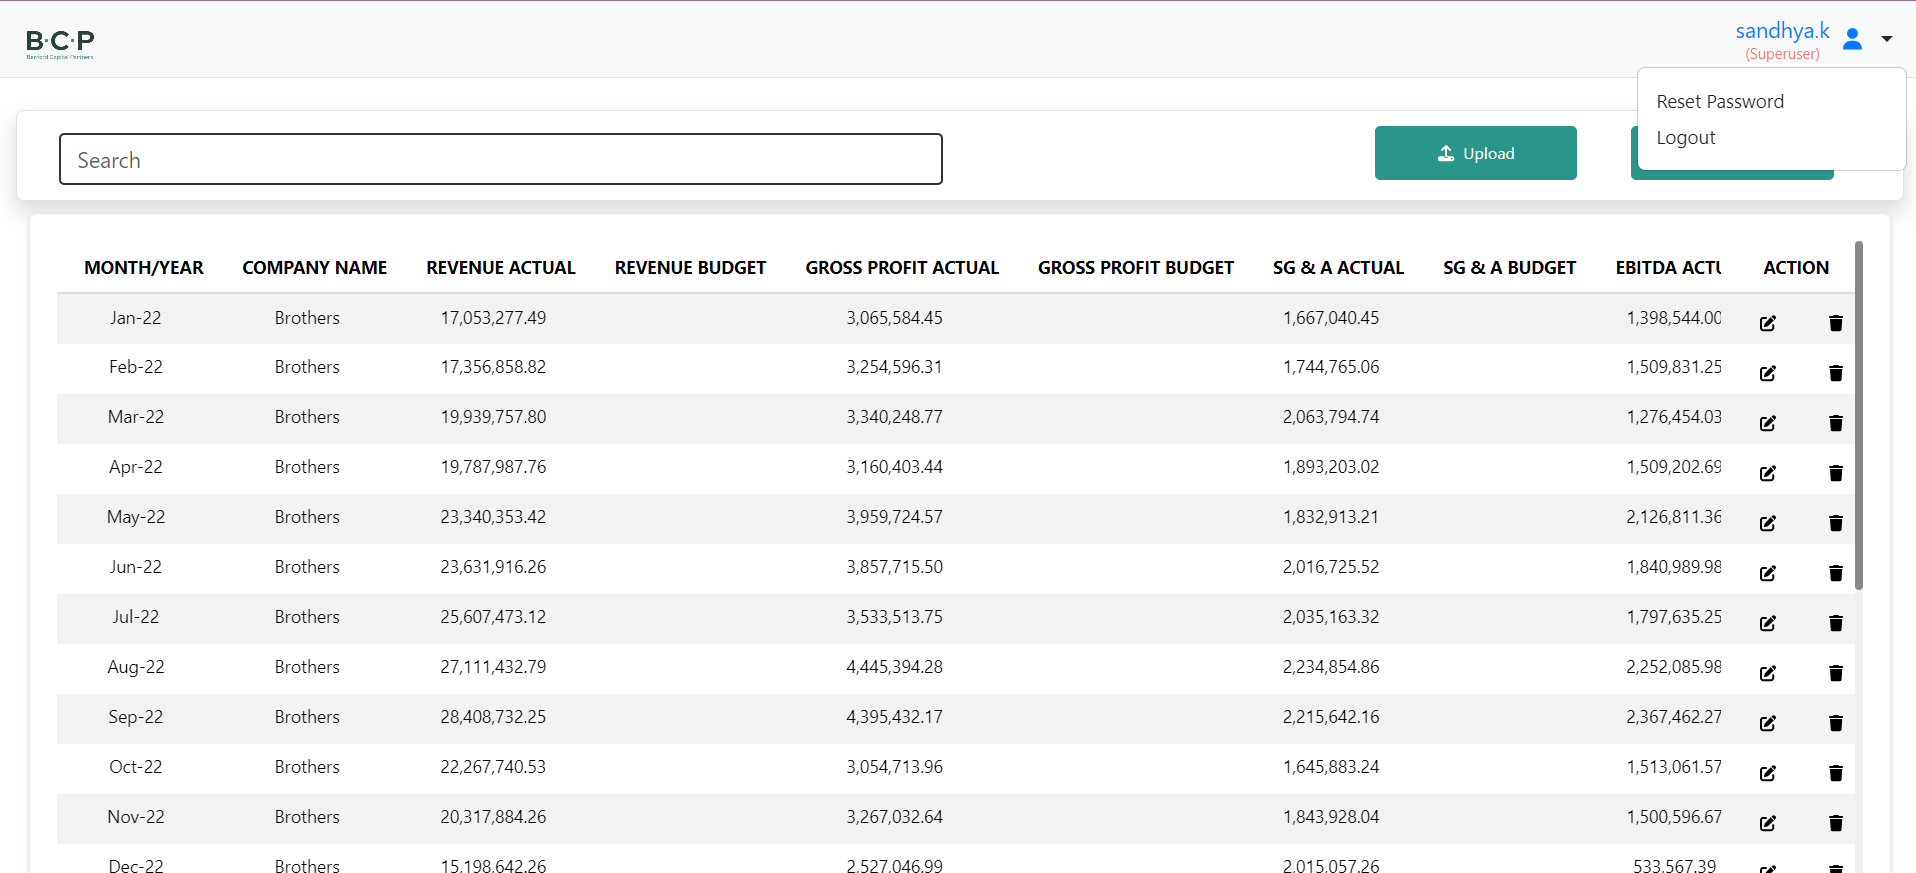 B·C·P
Banford Capital Partners
sandhya.k
(Superuser)
Reset Password
Logout
Search
Upload
MONTH/YEAR COMPANY NAME REVENUE ACTUAL REVENUE BUDGET GROSS PROFIT ACTUAL GROSS PROFIT BUDGET SG & A ACTUAL SG & A BUDGET EBITDA ACTU ACTION
Jan-22 Brothers 17,053,277.49 3,065,584.45 1,667,040.45 1,398,544.00
Feb-22 Brothers 17,356,858.82 3,254,596.31 1,744,765.06 1,509,831.25
Mar-22 Brothers 19,939,757.80 3,340,248.77 2,063,794.74 1,276,454.03
Apr-22 Brothers 19,787,987.76 3,160,403.44 1,893,203.02 1,509,202.69
May-22 Brothers 23,340,353.42 3,959,724.57 1,832,913.21 2,126,811.36
Jun-22 Brothers 23,631,916.26 3,857,715.50 2,016,725.52 1,840,989.98
Jul-22 Brothers 25,607,473.12 3,533,513.75 2,035,163.32 1,797,635.25
Aug-22 Brothers 27,111,432.79 4,445,394.28 2,234,854.86 2,252,085.98
Sep-22 Brothers 28,408,732.25 4,395,432.17 2,215,642.16 2,367,462.27
Oct-22 Brothers 22,267,740.53 3,054,713.96 1,645,883.24 1,513,061.57
Nov-22 Brothers 20,317,884.26 3,267,032.64 1,843,928.04 1,500,596.67
Dec-22 Brothers 15,198,642.26 2,527,046.99 2,015,057.26 533,567.39